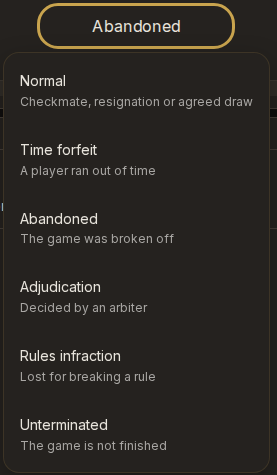 Abandoned
Normal
Checkmate, resignation or agreed draw
Time forfeit
A player ran out of time
Abandoned
The game was broken off
Adjudication
Decided by an arbiter
Rules infraction
Lost for breaking a rule
Unterminated
The game is not finished